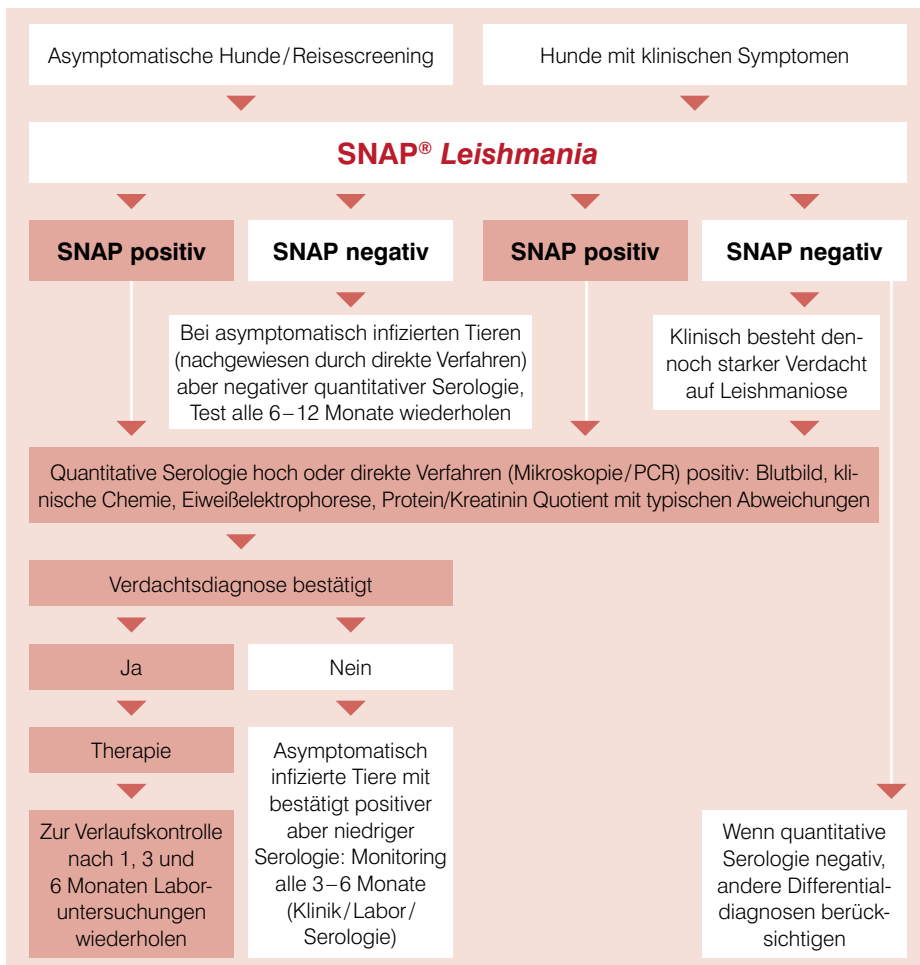 Asymptomatische Hunde/Reisescreening
Hunde mit klinischen Symptomen
SNAP® Leishmania
SNAP positiv
SNAP negativ
SNAP positiv
SNAP negativ
Bei asymptomatisch infizierten Tieren
(nachgewiesen durch direkte Verfahren)
aber negativer quantitativer Serologie,
Test alle 6–12 Monate wiederholen
Klinisch besteht den-
noch starker Verdacht
auf Leishmaniose
Quantitative Serologie hoch oder direkte Verfahren (Mikroskopie/PCR) positiv: Blutbild, kli-
nische Chemie, Eiweißelektrophorese, Protein/Kreatinin Quotient mit typischen Abweichungen
Verdachtsdiagnose bestätigt
Ja
Nein
Therapie
Asymptomatisch
infizierte Tiere mit
bestätigt positiver
aber niedriger
Serologie: Monitoring
alle 3–6 Monate
(Klinik/Labor/
Serologie)
Zur Verlaufskontrolle
nach 1, 3 und
6 Monaten Labor-
untersuchungen
wiederholen
Wenn quantitative
Serologie negativ,
andere Differential-
diagnosen berück-
sichtigen